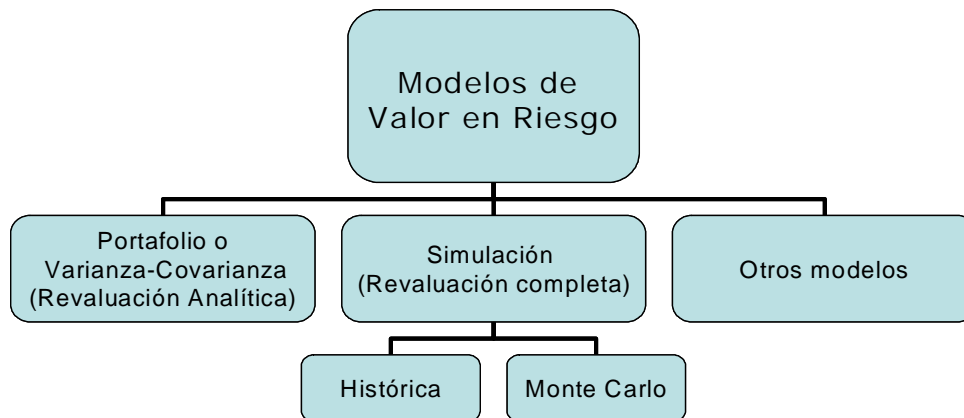 Modelos de
Valor en Riesgo
Portafolio o
Varianza-Covarianza
(Revaluación Analítica)
Simulación
(Revaluación completa)
Otros modelos
Histórica
Monte Carlo